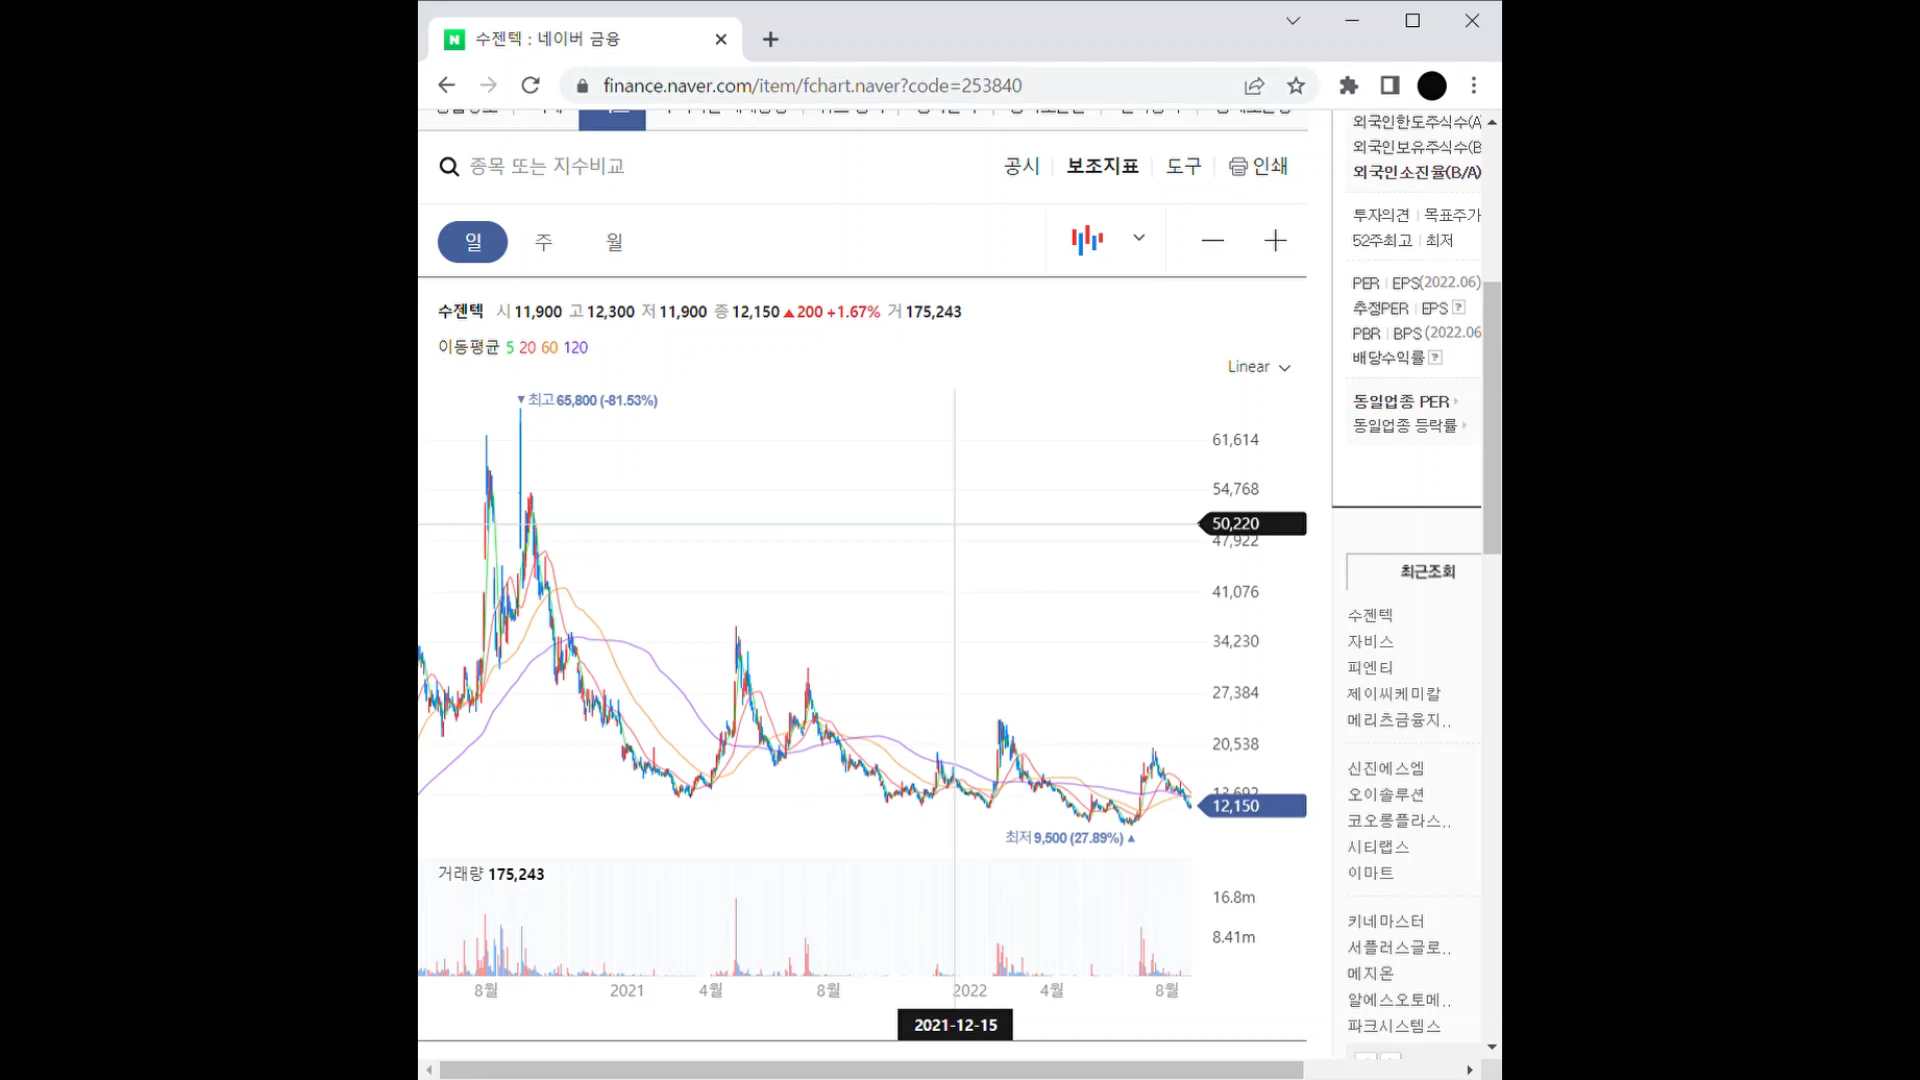 수젠텍 : 네이버 금융
finance.naver.com/item/fchart.naver?code=253840
종목 또는 지수비교
공시 보조지표 도구 인쇄
일 주 월
수젠텍 시 11,900 고 12,300 저 11,900 종 12,150 ▲200 +1.67% 거 175,243
이동평균 5 20 60 120
Linear
▼최고 65,800 (-81.53%)
61,614
54,768
50,220
47,922
41,076
34,230
27,384
20,538
13,692
12,150
최저 9,500 (27.89%) ▲
거래량 175,243
16.8m
8.41m
8월 2021 4월 8월 2022 4월 8월
2021-12-15
외국인한도주식수(A
외국인보유주식수(B
외국인소진율(B/A)
투자의견 | 목표주가
52주최고 | 최저
PER | EPS(2022.06)
추정PER | EPS ?
PBR | BPS (2022.06
배당수익률 ?
동일업종 PER
동일업종 등락률
최근조회
수젠텍
자비스
피엔티
제이씨케미칼
메리츠금융지..
신진에스엠
오이솔루션
코오롱플라스..
시티랩스
이마트
키네마스터
서플러스글로..
메지온
알에스오토메..
파크시스템스